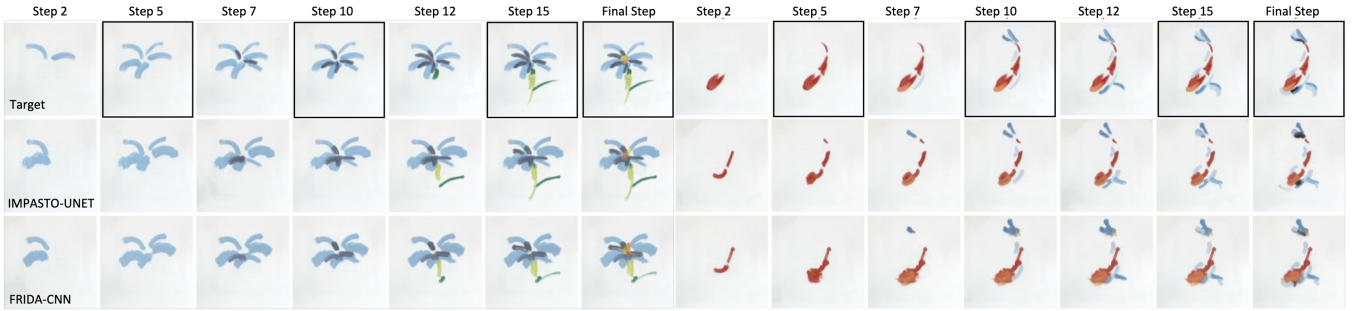 Step 2 Step 5 Step 7 Step 10 Step 12 Step 15 Final Step Step 2 Step 5 Step 7 Step 10 Step 12 Step 15 Final Step
Target
IMPASTO-UNET
FRIDA-CNN